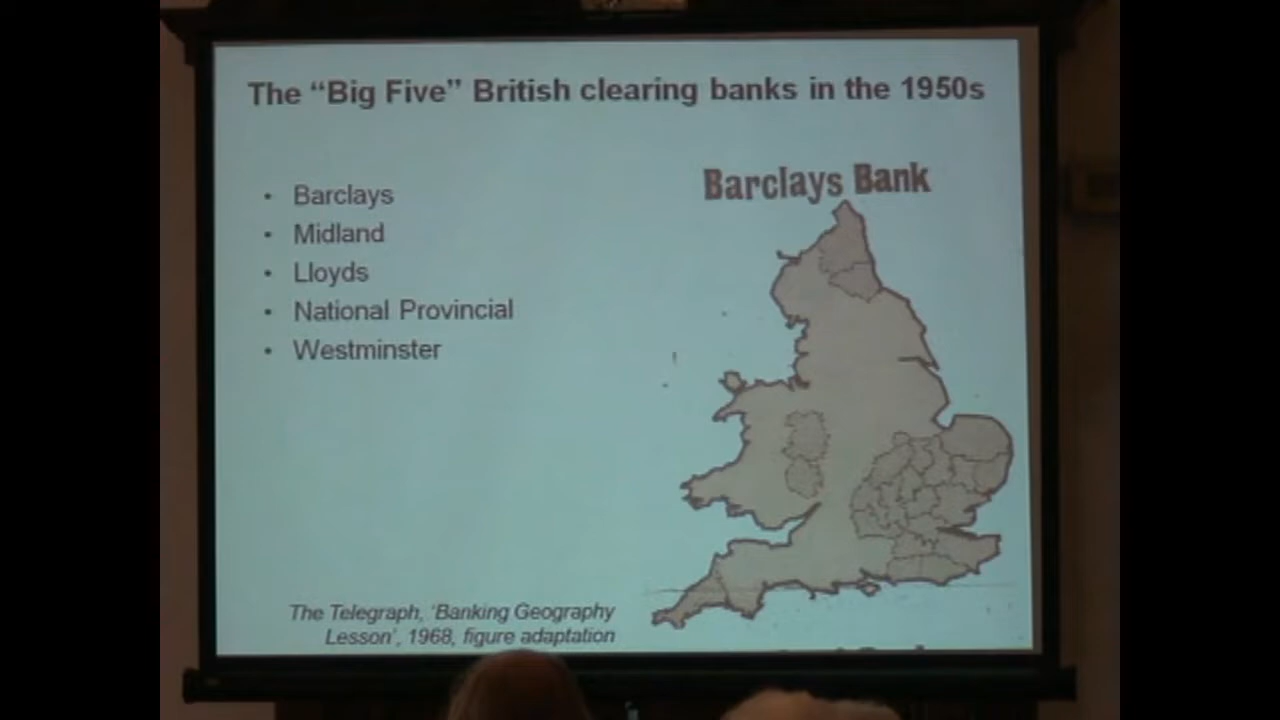 The “Big Five” British clearing banks in the 1950s
• Barclays
• Midland
• Lloyds
• National Provincial
• Westminster
Barclays Bank
The Telegraph, ‘Banking Geography
Lesson’, 1968, figure adaptation